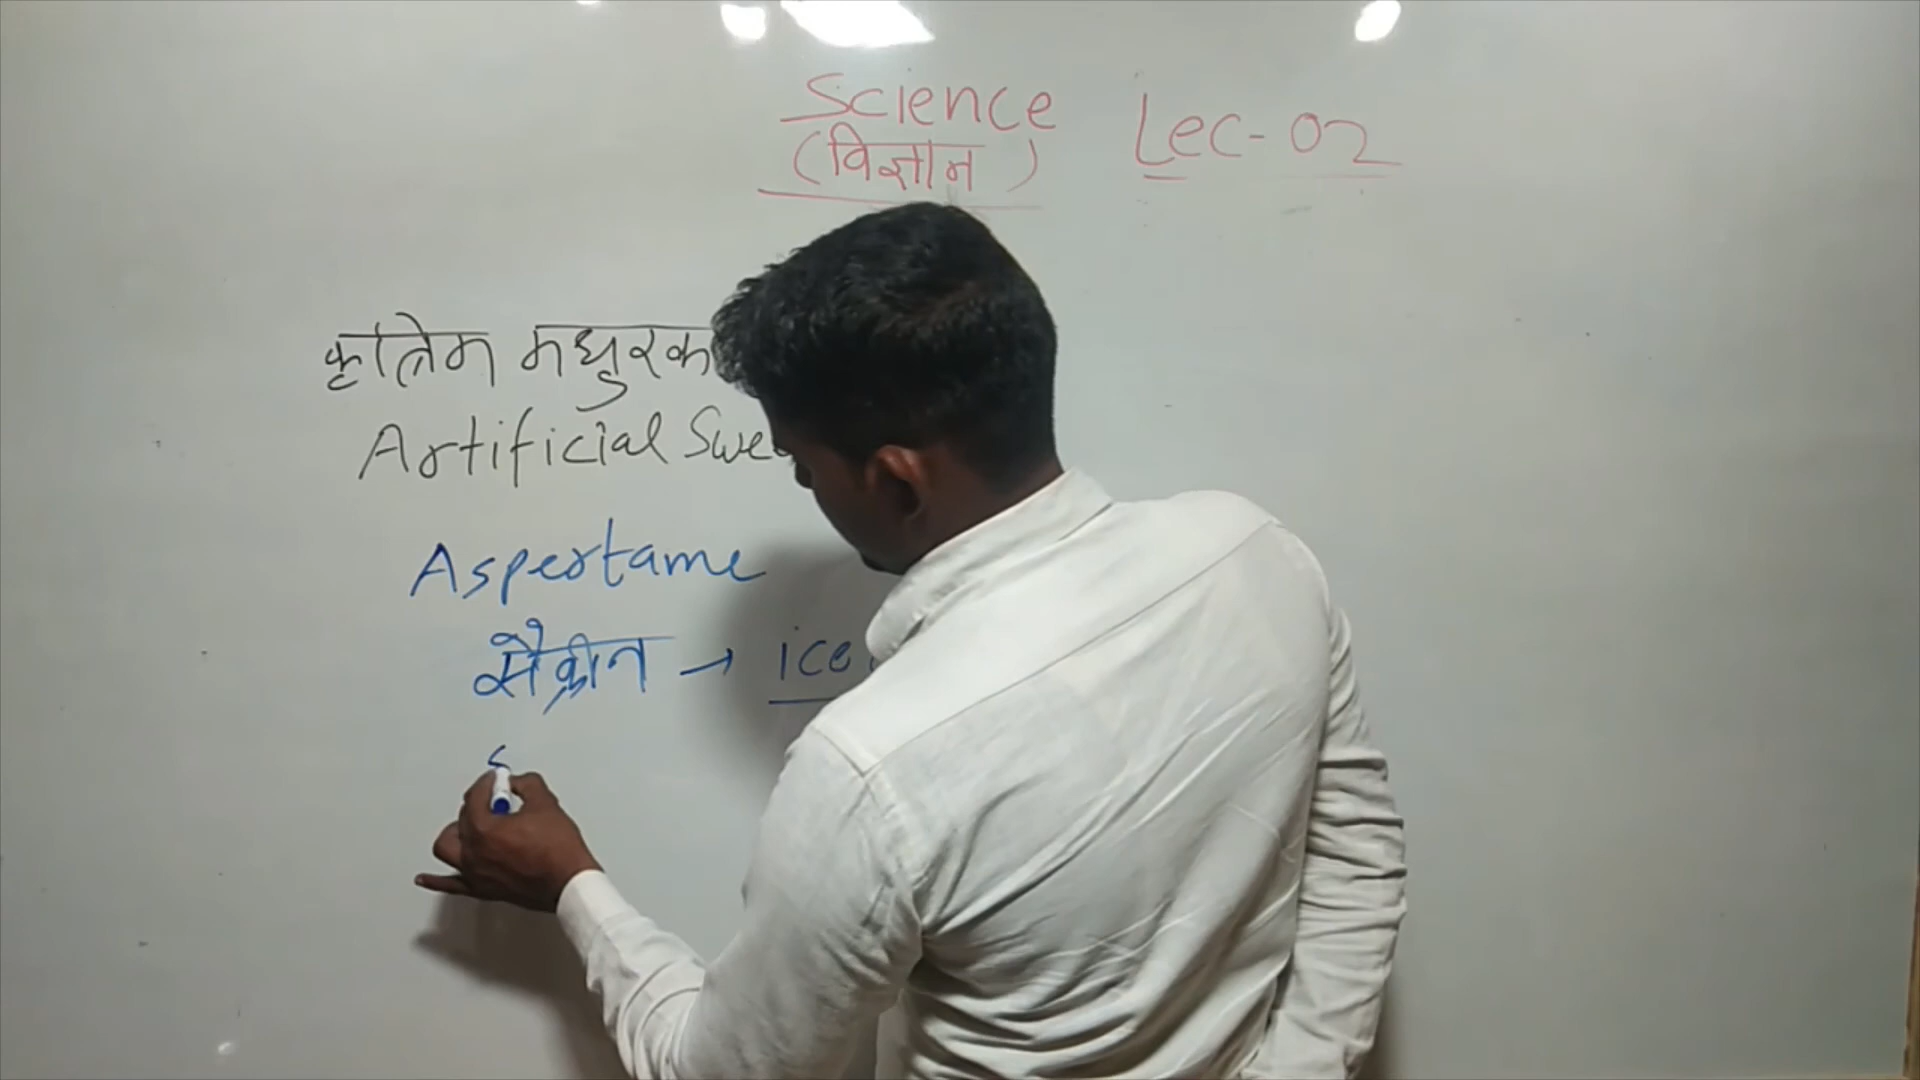 Science
(विज्ञान)
Lec-02
कृत्रिम मधुरक
Artificial Swe
Aspertame
सैक्रीन → ice
S